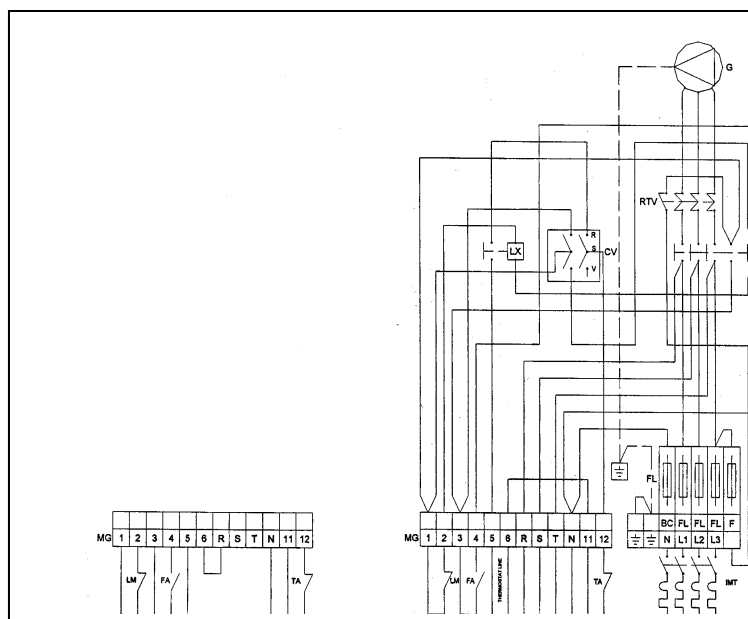 G
RTV
R
LX
S
CV
V
FL
BC FL FL FL F
MG 1 2 3 4 5 6 R S T N 11 12
MG 1 2 3 4 5 6 R S T N 11 12
N L1 L2 L3
LM FA TA
LM FA THERMOSTAT LINE TA
IMT